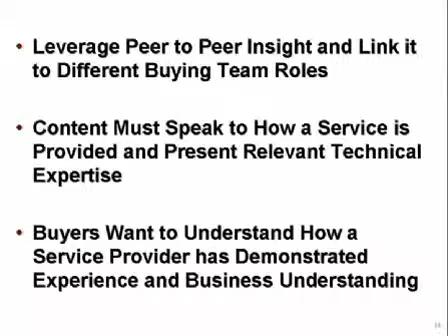 • Leverage Peer to Peer Insight and Link it
to Different Buying Team Roles
• Content Must Speak to How a Service is
Provided and Present Relevant Technical
Expertise
• Buyers Want to Understand How a
Service Provider has Demonstrated
Experience and Business Understanding